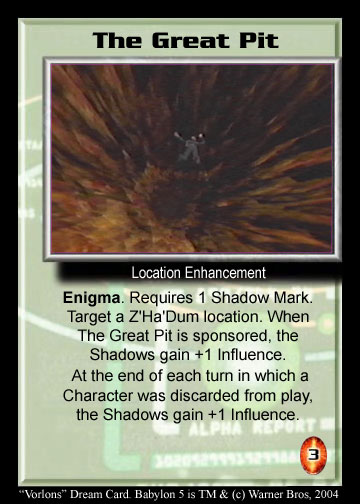 The Great Pit
Location Enhancement
Enigma. Requires 1 Shadow Mark.
Target a Z'Ha'Dum location. When
The Great Pit is sponsored, the
Shadows gain +1 Influence.
At the end of each turn in which a
Character was discarded from play,
the Shadows gain +1 Influence.
ALPHA REPORT
3
“Vorlons” Dream Card. Babylon 5 is TM & (c) Warner Bros, 2004